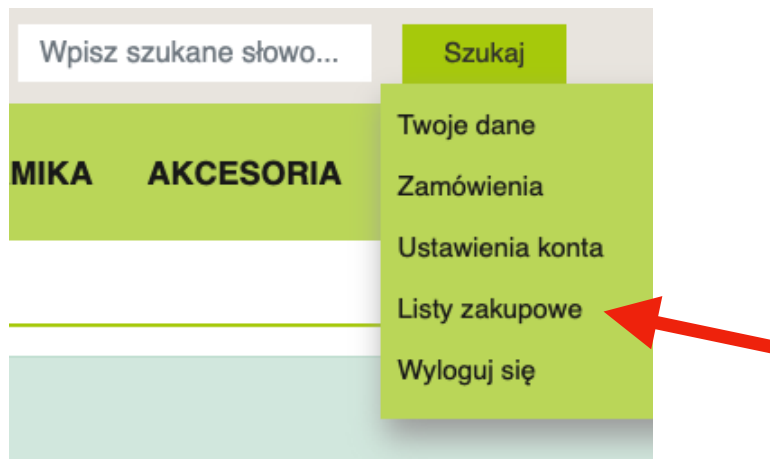 Wpisz szukane słowo... Szukaj
Twoje dane
MIKA AKCESORIA
Zamówienia
Ustawienia konta
Listy zakupowe
Wyloguj się